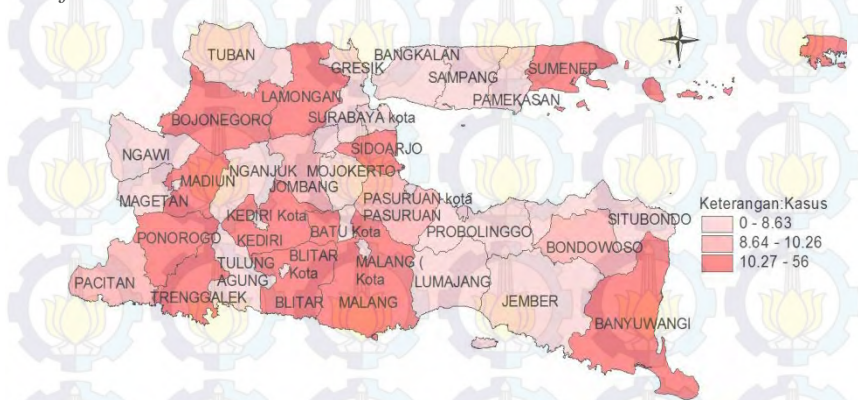 N
TUBAN
BANGKALAN
GRESIK
SAMPANG
SUMENEP
PAMEKASAN
LAMONGAN
BOJONEGORO
SURABAYA kota
NGAWI
SIDOARJO
MADIUN
NGANJUK
MOJOKERTO
JOMBANG
MAGETAN
PASURUAN kota
KEDIRI Kota
PASURUAN
PONOROGO
KEDIRI
BATU Kota
PROBOLINGGO
SITUBONDO
BONDOWOSO
TULUNG
AGUNG
BLITAR
Kota
MALANG (
Kota
PACITAN
LUMAJANG
TRENGGALEK
BLITAR
MALANG
JEMBER
BANYUWANGI
Keterangan:Kasus
0 - 8.63
8.64 - 10.26
10.27 - 56